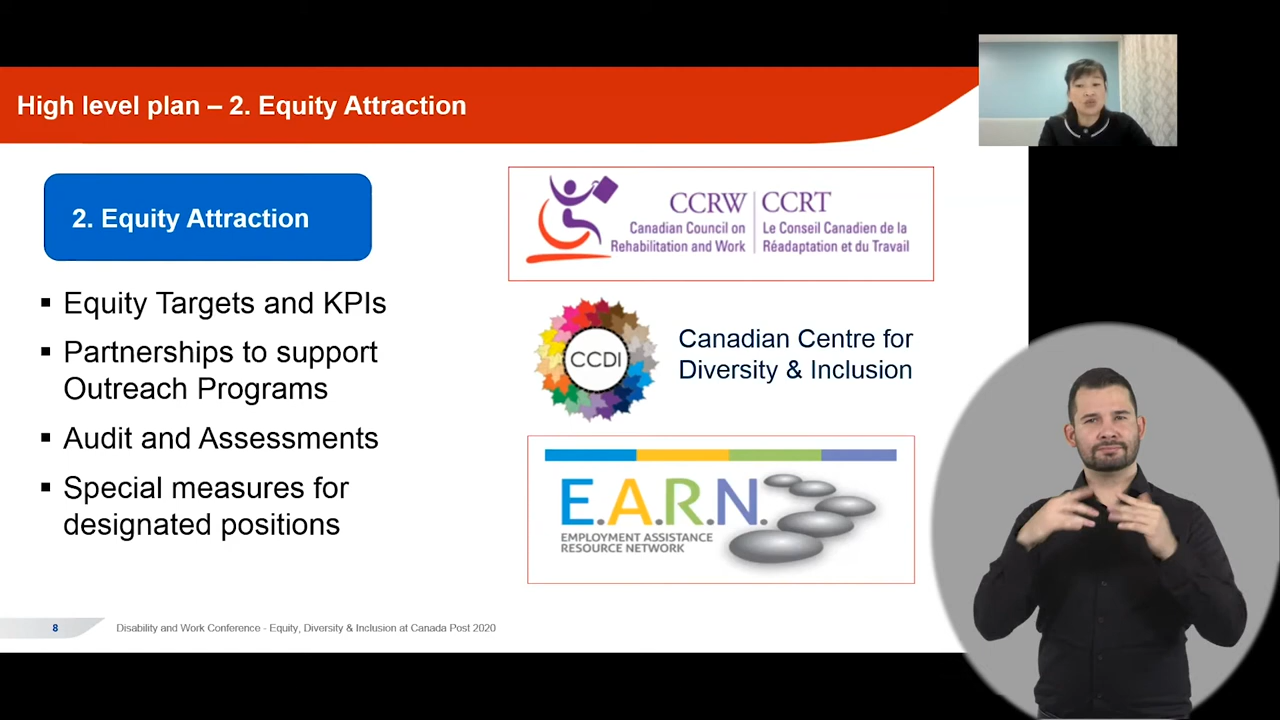 High level plan – 2. Equity Attraction
2. Equity Attraction
▪ Equity Targets and KPIs
▪ Partnerships to support
Outreach Programs
▪ Audit and Assessments
▪ Special measures for
designated positions
CCRW | CCRT
Canadian Council on
Rehabilitation and Work
Le Conseil Canadien de la
Réadaptation et du Travail
CCDI
Canadian Centre for
Diversity & Inclusion
E.A.R.N.
EMPLOYMENT ASSISTANCE
RESOURCE NETWORK
8
Disability and Work Conference - Equity, Diversity & Inclusion at Canada Post 2020